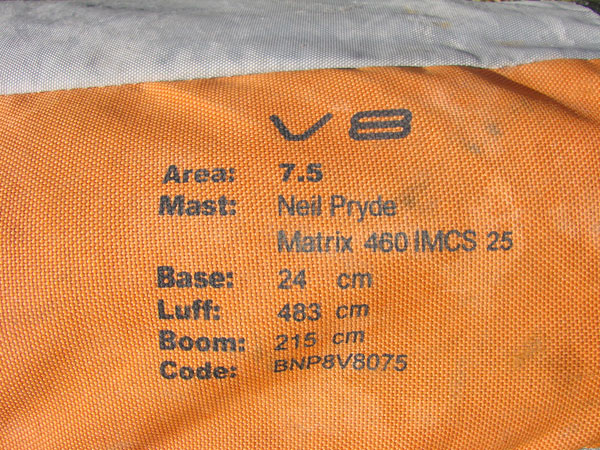 V8
Area: 7.5
Mast: Neil Pryde
Matrix 460 IMCS 25
Base: 24 cm
Luff: 483 cm
Boom: 215 cm
Code: BNP8V8075